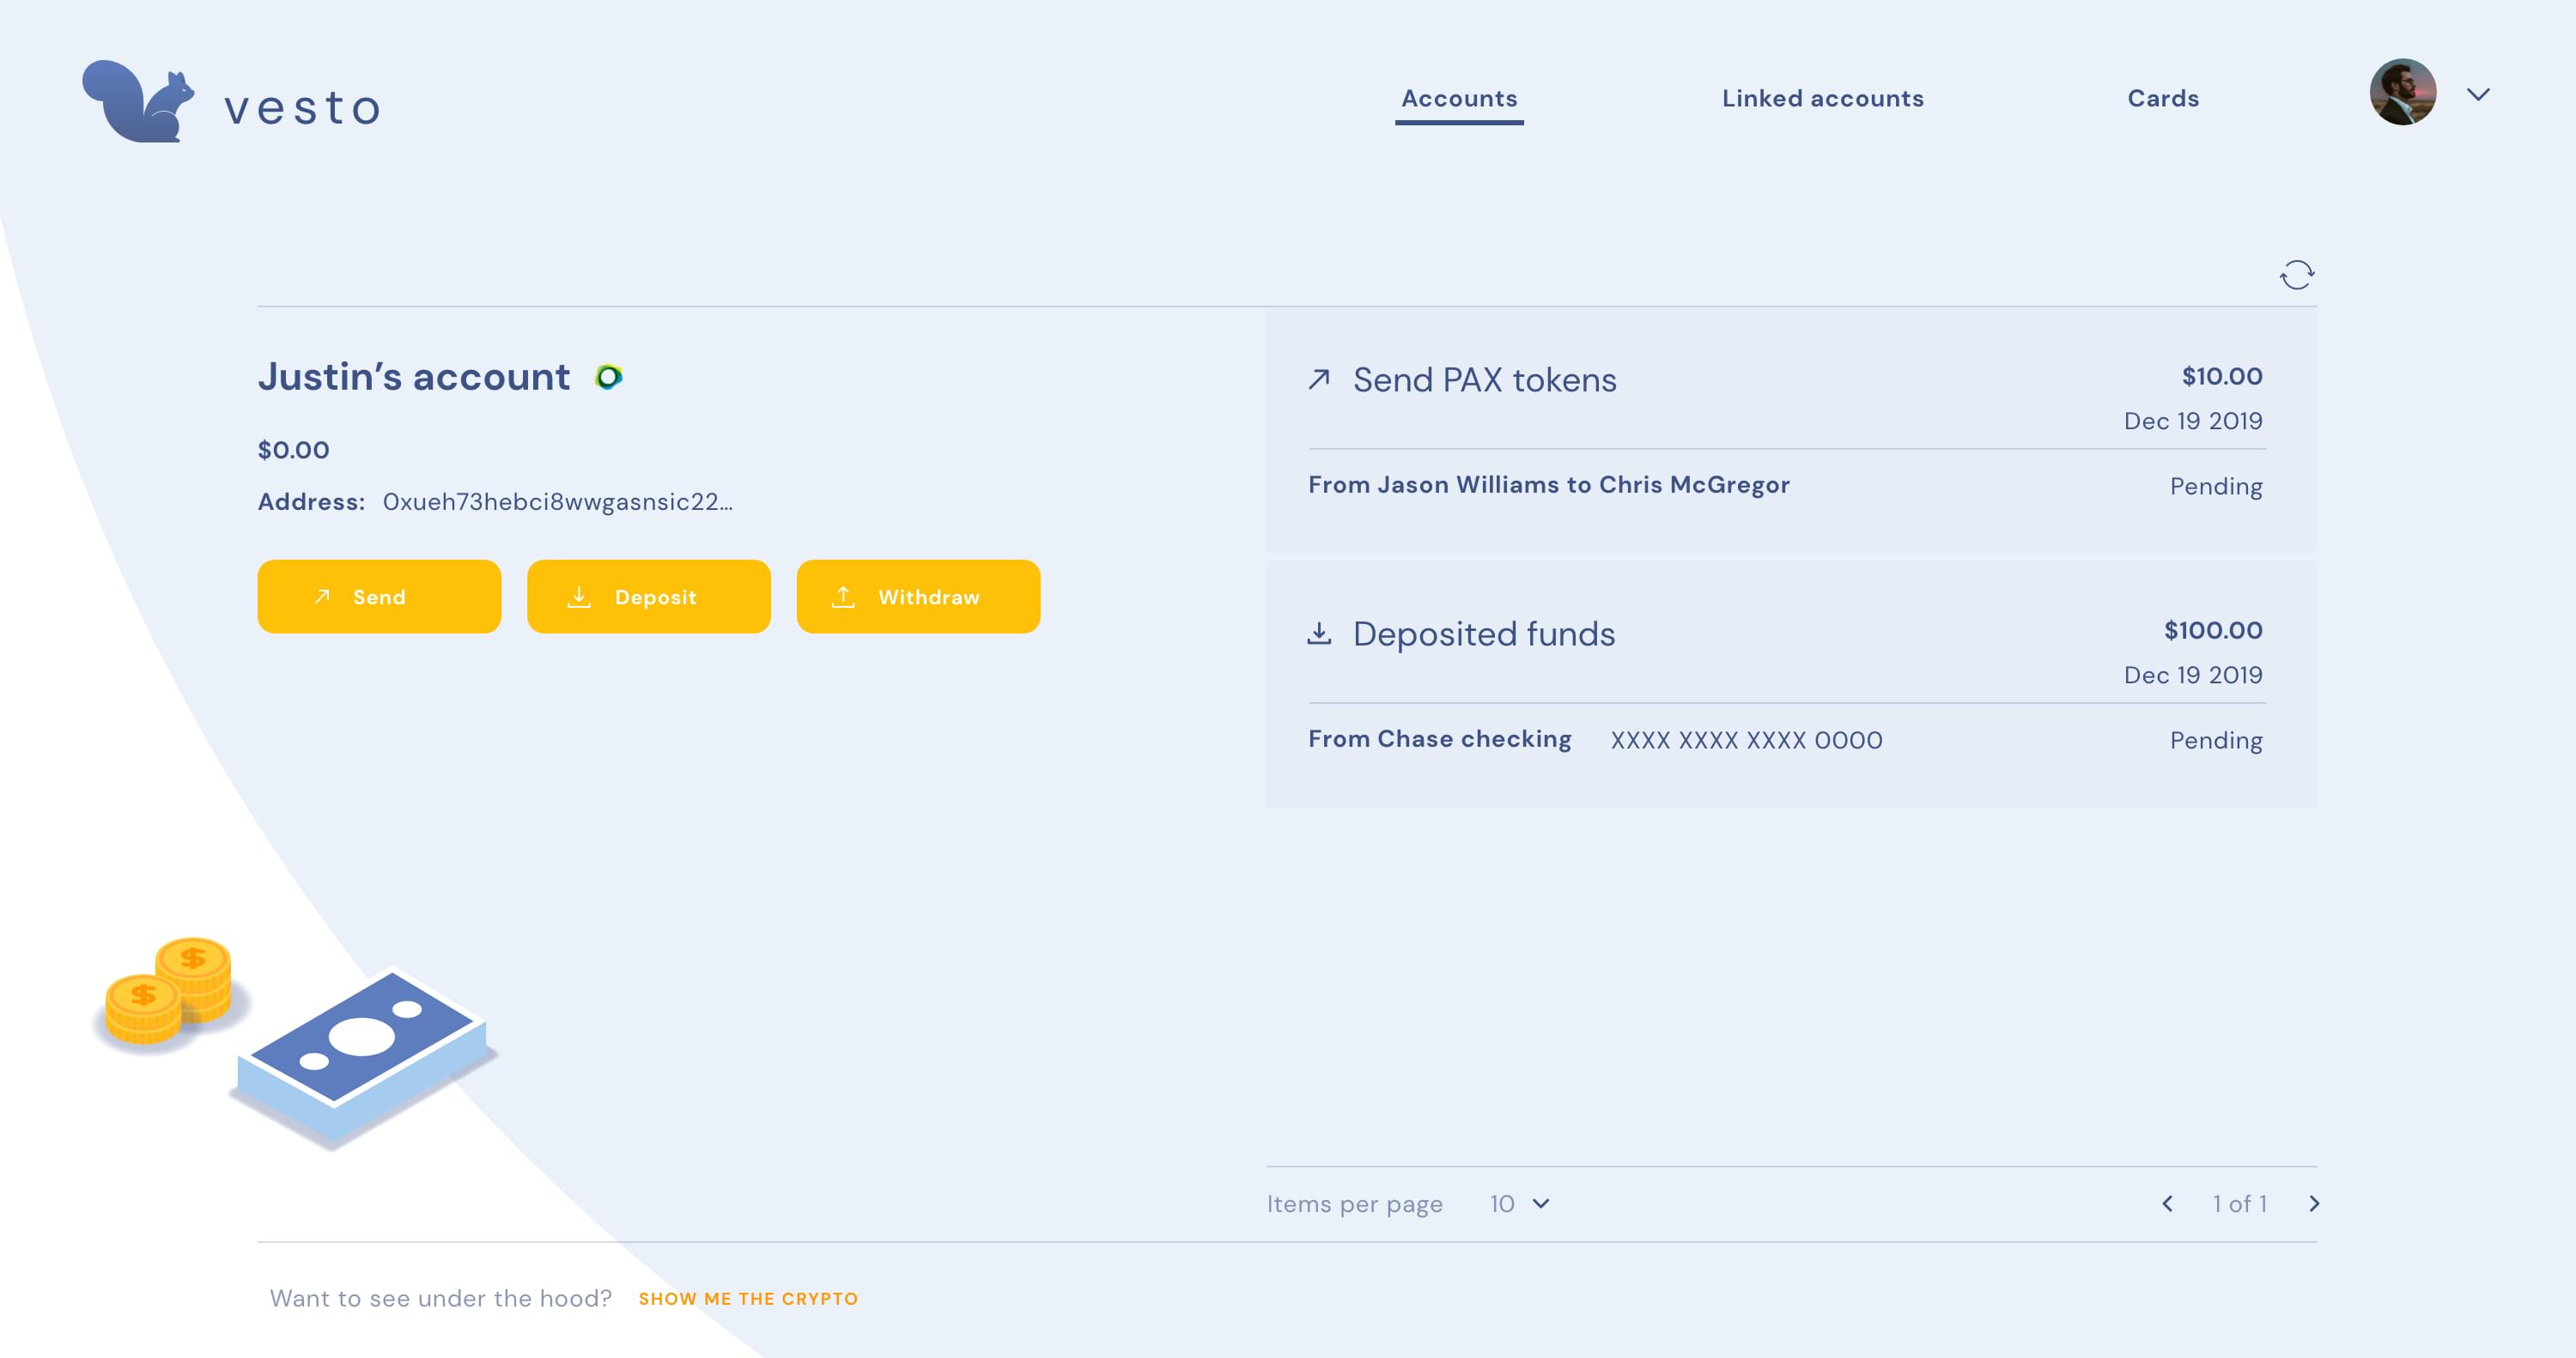 vesto
Accounts
Linked accounts
Cards
Justin’s account
$0.00
Address: 0xueh73hebci8wwgasnsic22...
Send
Deposit
Withdraw
Send PAX tokens
$10.00
Dec 19 2019
From Jason Williams to Chris McGregor
Pending
Deposited funds
$100.00
Dec 19 2019
From Chase checking XXXX XXXX XXXX 0000
Pending
$
$
Items per page 10
1 of 1
Want to see under the hood? SHOW ME THE CRYPTO